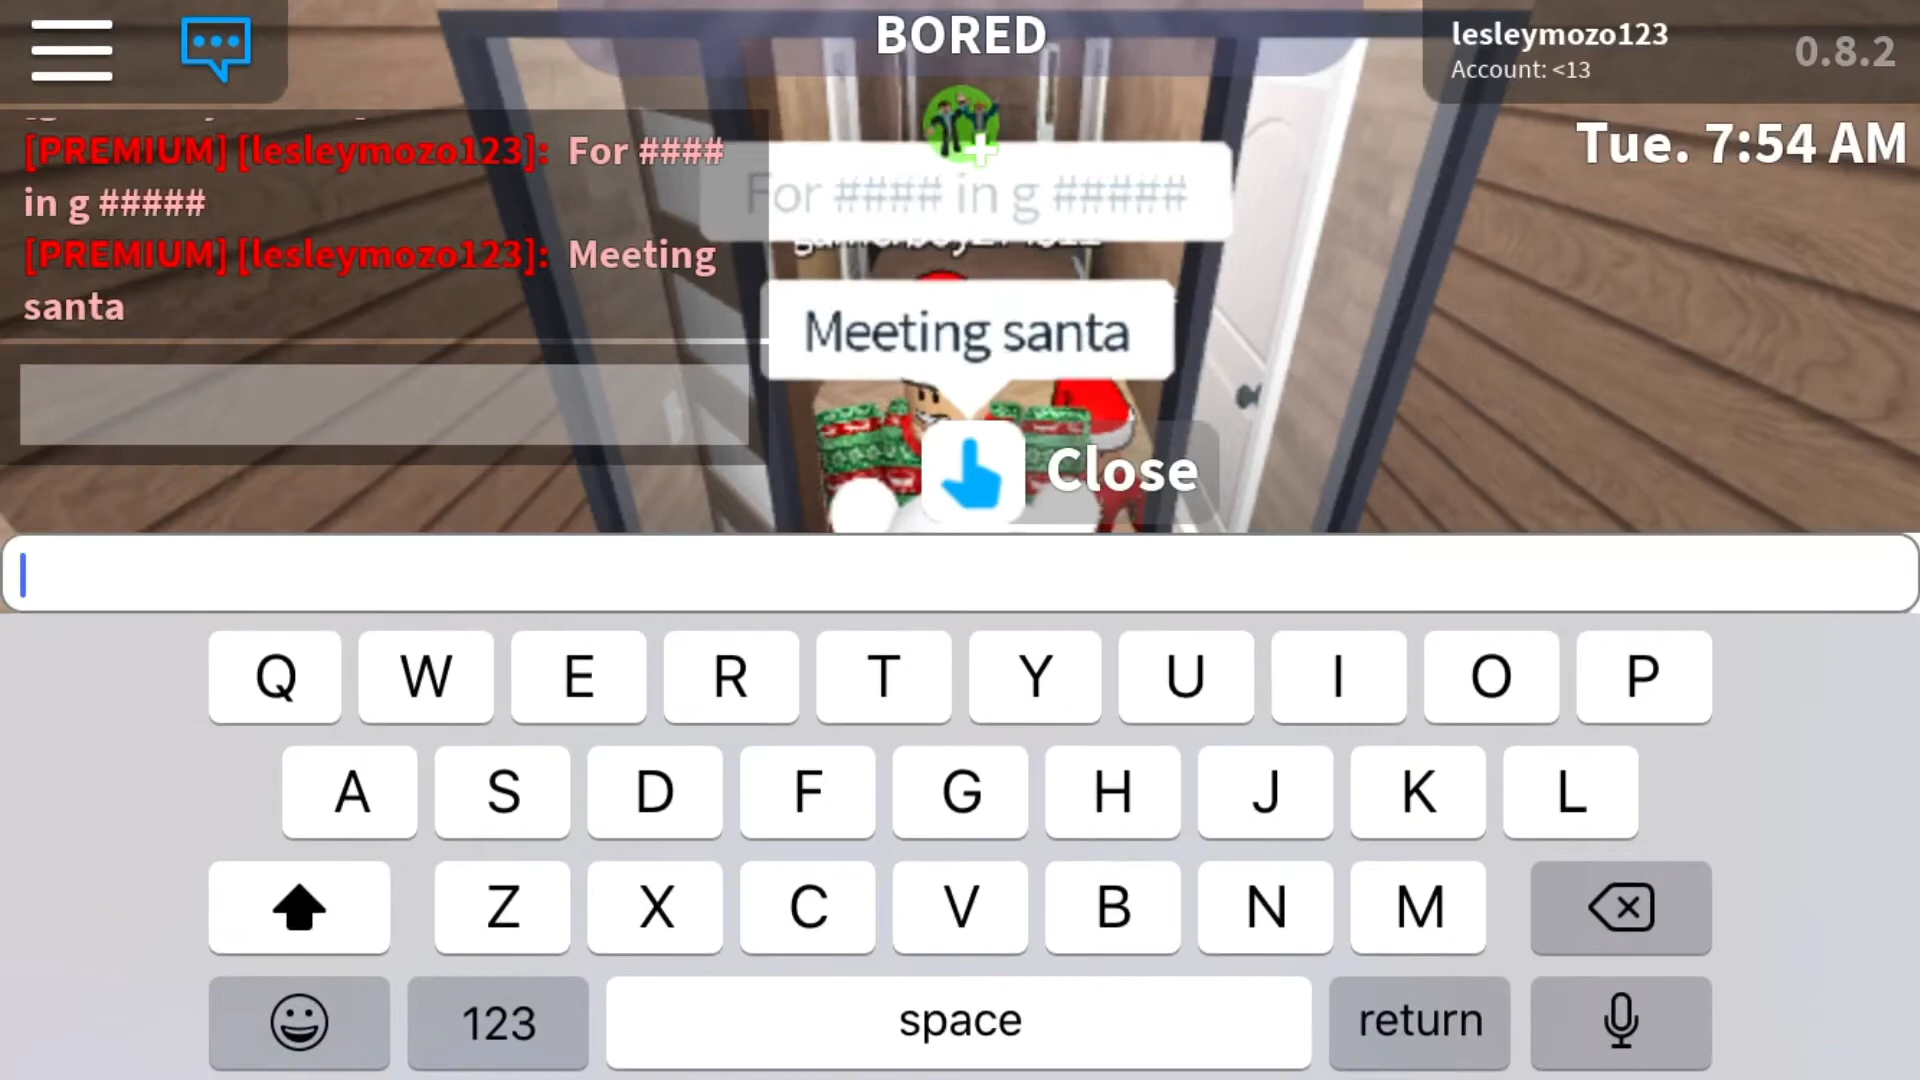 BORED
lesleymozo123
Account: <13
0.8.2
Tue. 7:54 AM
[PREMIUM] [lesleymozo123]: For ####
in g #####
[PREMIUM] [lesleymozo123]: Meeting
santa
For #### in g #####
Meeting santa
Close
Q W E R T Y U I O P
A S D F G H J K L
Z X C V B N M
123 space return